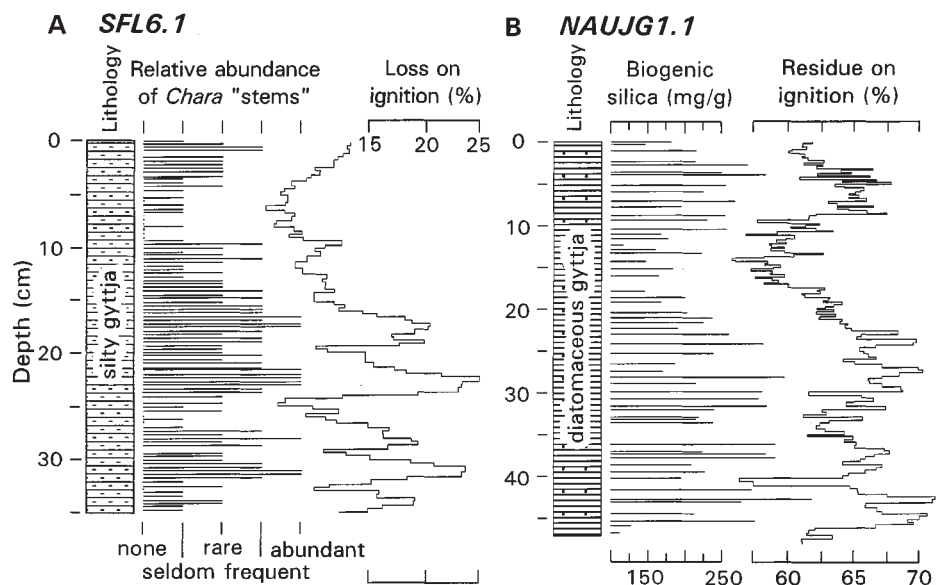 A SFL6.1
Lithology
Relative abundance
of Chara "stems"
Loss on
ignition (%)
15 20 25
Depth (cm)
0
10
20
30
silty gyttja
none rare abundant
seldom frequent
B NAUJG1.1
Lithology
Biogenic
silica (mg/g)
Residue on
ignition (%)
0
10
20
30
40
diatomaceous gyttja
150 250 60 65 70